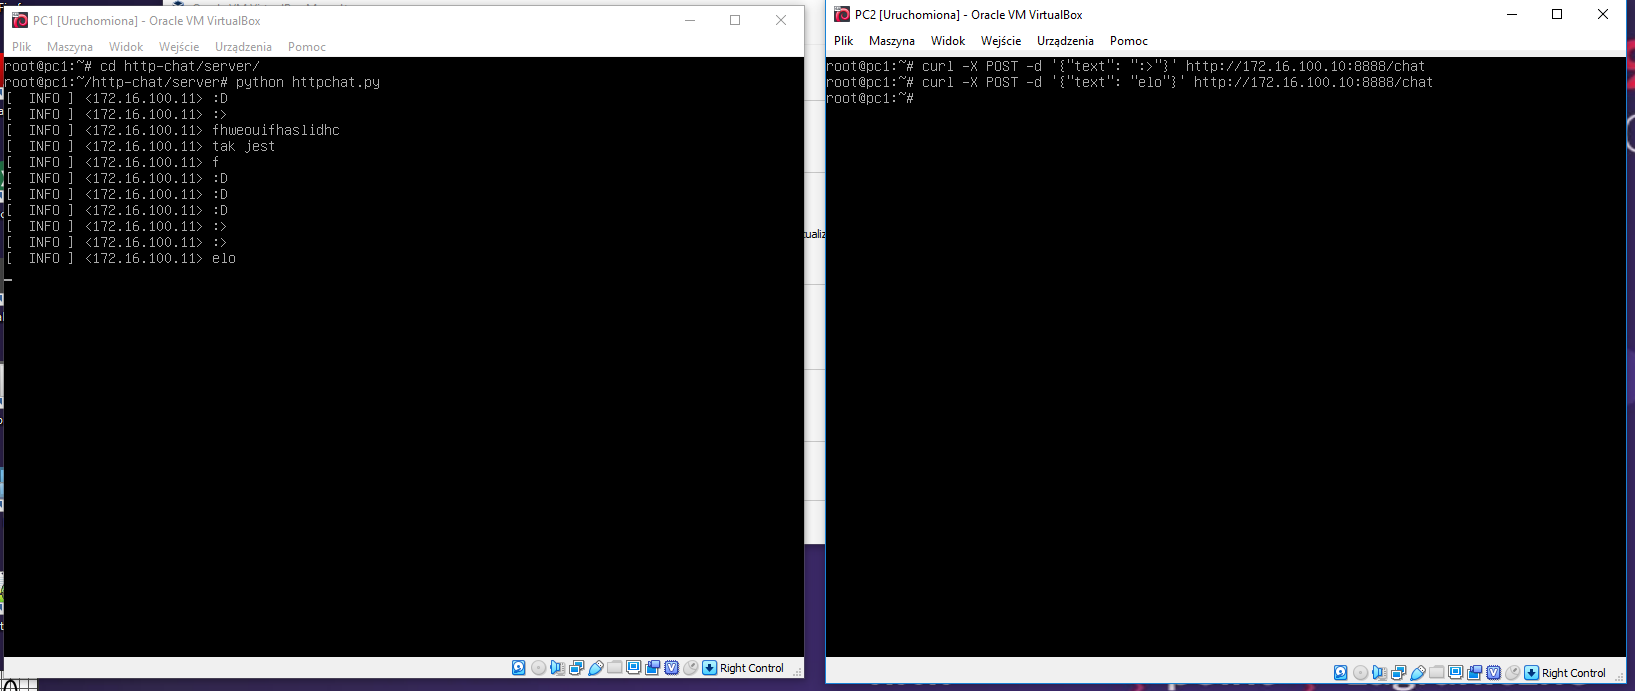 PC1 [Uruchomiona] - Oracle VM VirtualBox
Plik Maszyna Widok Wejście Urządzenia Pomoc
root@pc1:~# cd http-chat/server/
root@pc1:~/http-chat/server# python httpchat.py
[  INFO ] <172.16.100.11> :D
[  INFO ] <172.16.100.11> :>
[  INFO ] <172.16.100.11> fhweouifhaslidhc
[  INFO ] <172.16.100.11> tak jest
[  INFO ] <172.16.100.11> f
[  INFO ] <172.16.100.11> :D
[  INFO ] <172.16.100.11> :D
[  INFO ] <172.16.100.11> :D
[  INFO ] <172.16.100.11> :>
[  INFO ] <172.16.100.11> :>
[  INFO ] <172.16.100.11> elo
Right Control
PC2 [Uruchomiona] - Oracle VM VirtualBox
Plik Maszyna Widok Wejście Urządzenia Pomoc
root@pc1:~# curl -X POST -d '{"text": ":>"}' http://172.16.100.10:8888/chat
root@pc1:~# curl -X POST -d '{"text": "elo"}' http://172.16.100.10:8888/chat
root@pc1:~#
Right Control